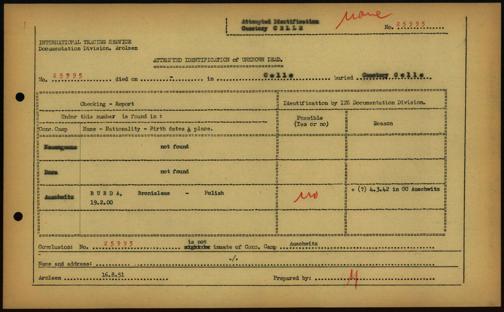 Attempted Identification
Cemetery CELLE
None
No. 25995
INTERNATIONAL TRACING SERVICE
Documentation Division, Arolsen
ATTEMPTED IDENTIFICATION of UNKNOWN DEAD.
No. 25995 died on - in Celle buried Cemetery Celle
Checking - Report
Identification by ITS Documentation Division.
Under this number is found in :
Possible
(Yes or no)
Reason
Conc.Camp
Name - Nationality - Birth dates & place.
Neuengamme
not found
Dora
not found
Auschwitz
BURDA, Bronislawa - Polish
19.2.00
no
+ (?) 4.3.42 in CC Auschwitz
Conclusion: No. 25995 is not inmate of Conc. Camp Auschwitz
-/-
Name and address:
Arolsen 16.8.51
Prepared by: